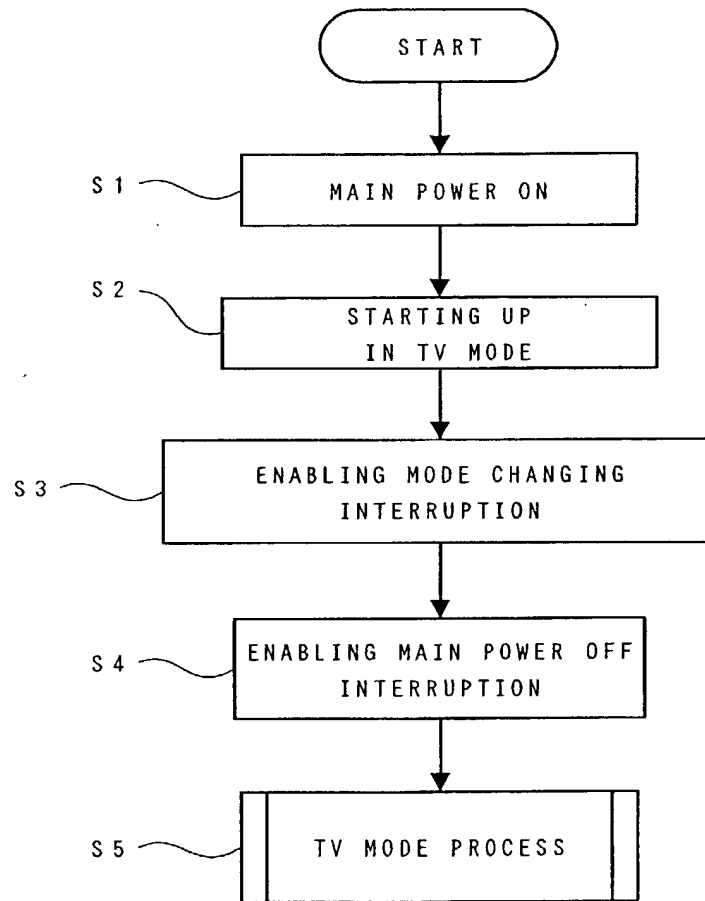 START
S1
MAIN POWER ON
S2
STARTING UP
IN TV MODE
S3
ENABLING MODE CHANGING
INTERRUPTION
S4
ENABLING MAIN POWER OFF
INTERRUPTION
S5
TV MODE PROCESS